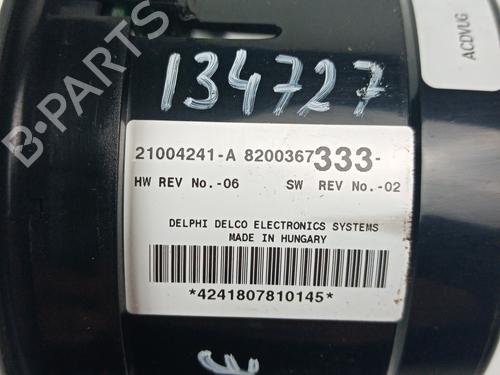 134727
ACDVUG
21004241-A 8200367333-
HW REV No.-06 SW REV No.-02
DELPHI DELCO ELECTRONICS SYSTEMS
MADE IN HUNGARY
*4241807810145*